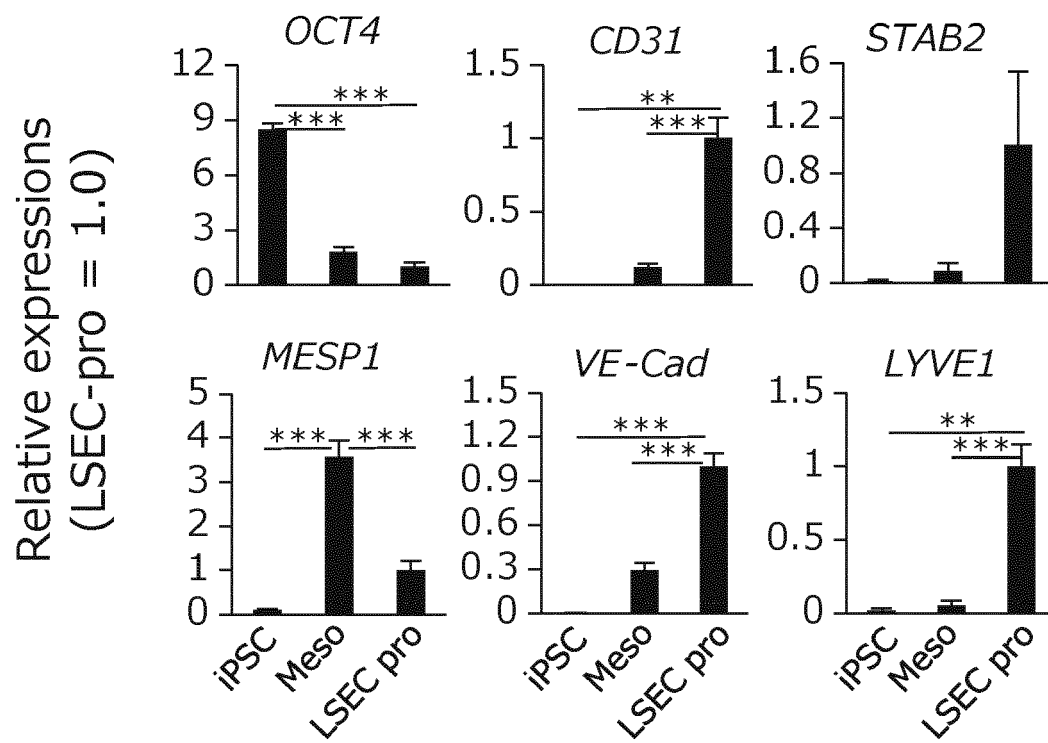 Relative expressions
(LSEC-pro = 1.0)
OCT4
12
9
6
3
0
***
***
CD31
1.5
1
0.5
0
**
***
STAB2
1.6
1.2
0.8
0.4
0
MESP1
5
4
3
2
1
0
*** ***
iPSC
Meso
LSEC pro
VE-Cad
1.5
1.2
0.9
0.6
0.3
0
***
***
iPSC
Meso
LSEC pro
LYVE1
1.5
1
0.5
0
**
***
iPSC
Meso
LSEC pro